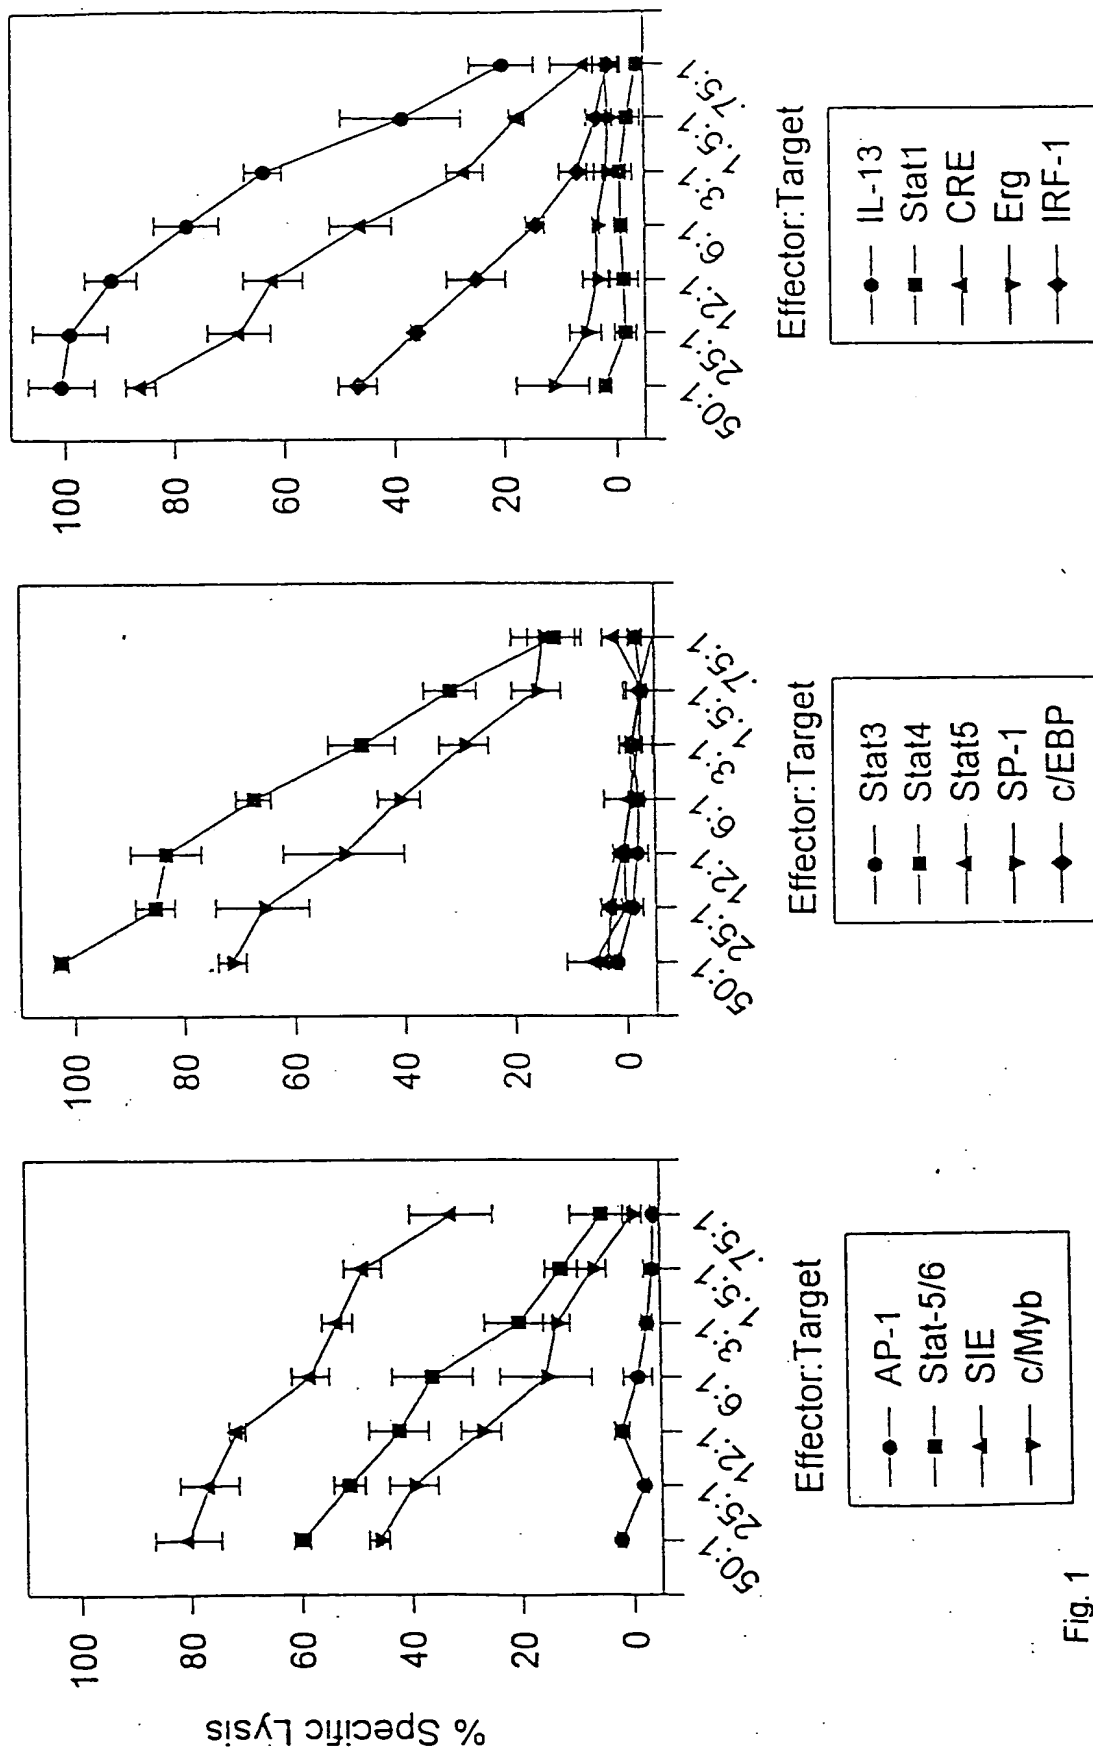 % Specific Lysis
100
80
60
40
20
0
50:1 25:1 12:1 6:1 3:1 1.5:1 .75:1
Effector:Target
AP-1
Stat-5/6
SIE
c/Myb
100
80
60
40
20
0
50:1 25:1 12:1 6:1 3:1 1.5:1 .75:1
Effector:Target
Stat3
Stat4
Stat5
SP-1
c/EBP
100
80
60
40
20
0
50:1 25:1 12:1 6:1 3:1 1.5:1 .75:1
Effector:Target
IL-13
Stat1
CRE
Erg
IRF-1
Fig. 1